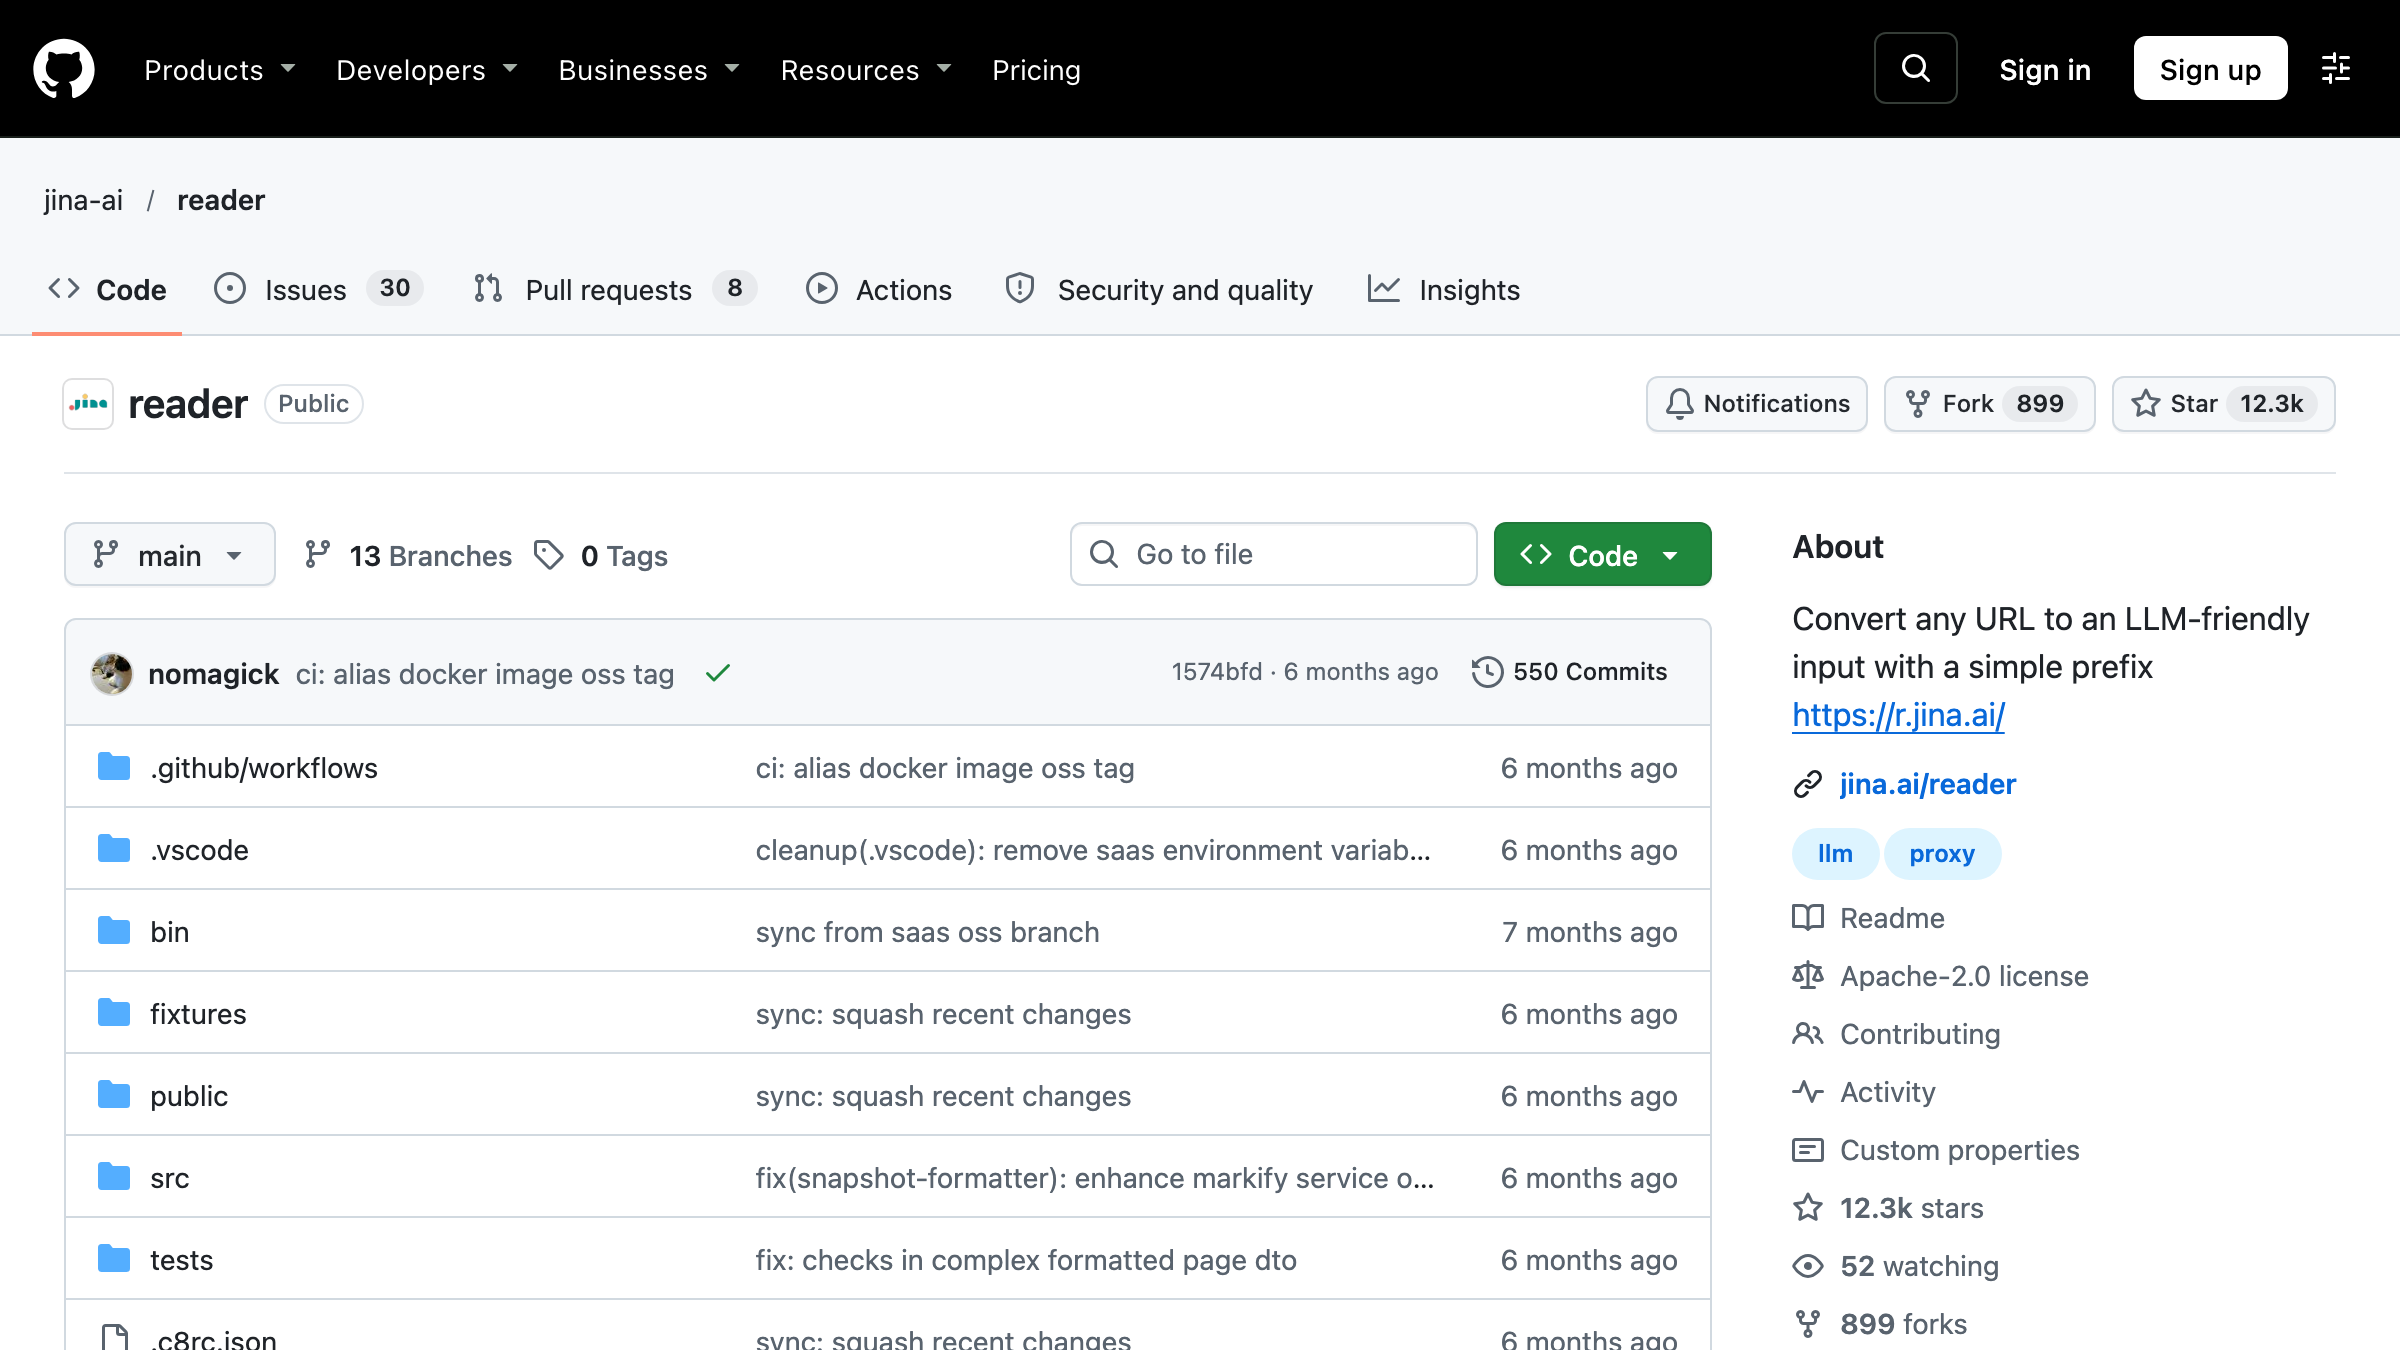 Products Developers Businesses Resources Pricing Sign in Sign up
jina-ai / reader
Code Issues 30 Pull requests 8 Actions Security and quality Insights
Jina reader Public Notifications Fork 899 Star 12.3k
main 13 Branches 0 Tags Go to file Code
nomagick ci: alias docker image oss tag 1574bfd · 6 months ago 550 Commits
.github/workflows ci: alias docker image oss tag 6 months ago
.vscode cleanup(.vscode): remove saas environment variab... 6 months ago
bin sync from saas oss branch 7 months ago
fixtures sync: squash recent changes 6 months ago
public sync: squash recent changes 6 months ago
src fix(snapshot-formatter): enhance markify service o... 6 months ago
tests fix: checks in complex formatted page dto 6 months ago
.c8rc.json sync: squash recent changes 6 months ago
About
Convert any URL to an LLM-friendly
input with a simple prefix
https://r.jina.ai/
jina.ai/reader
llm proxy
Readme
Apache-2.0 license
Contributing
Activity
Custom properties
12.3k stars
52 watching
899 forks